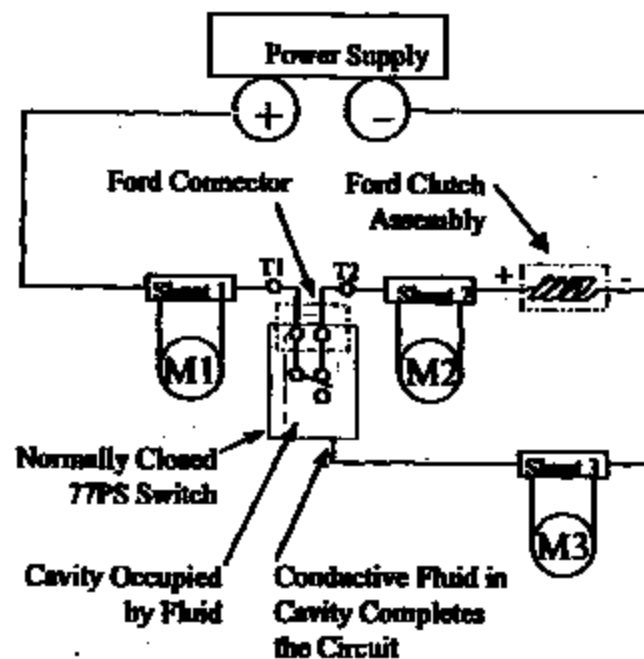 Power Supply
+
−
Ford Connector
Ford Clutch
Assembly
T1
T2
+
-
Shunt 1
Shunt 2
M1
M2
Normally Closed
77PS Switch
Shunt 3
M3
Cavity Occupied
by Fluid
Conductive Fluid in
Cavity Completes
the Circuit